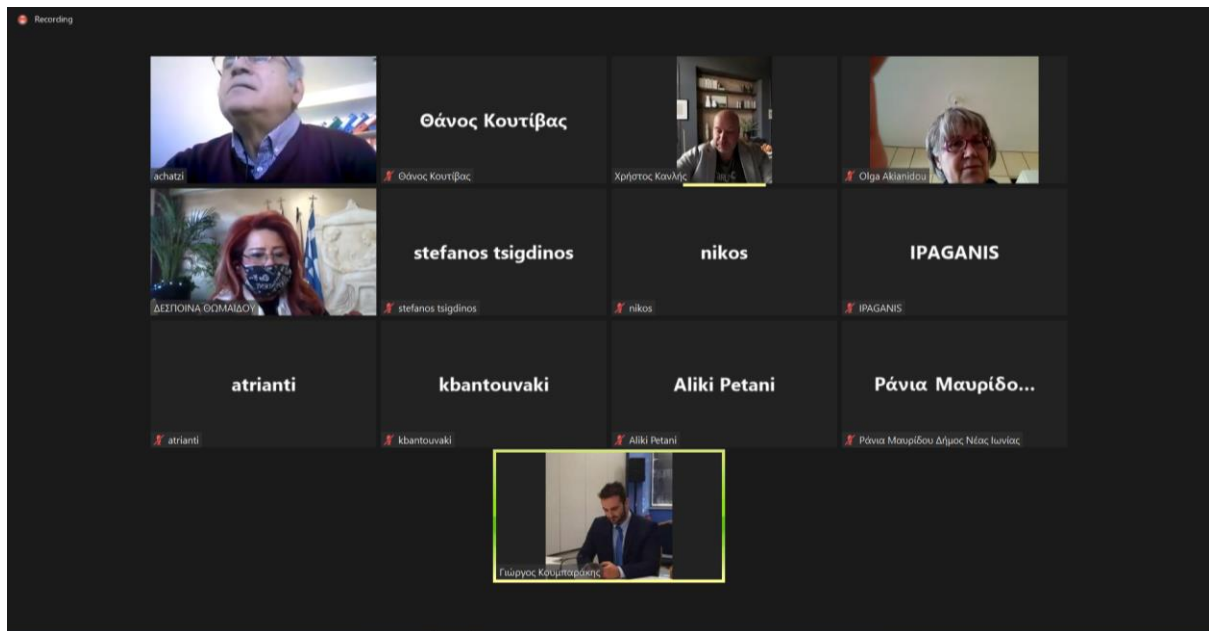 Recording
achatzi
Θάνος Κουτίβας
Θάνος Κουτίβας
Χρήστος Κανλής
Olga Akianidou
ΔΕΣΠΟΙΝΑ ΘΩΜΑΙΔΟΥ
stefanos tsigdinos
stefanos tsigdinos
nikos
nikos
IPAGANIS
IPAGANIS
atrianti
atrianti
kbantouvaki
kbantouvaki
Aliki Petani
Aliki Petani
Ράνια Μαυρίδο...
Ράνια Μαυρίδου Δήμος Νέας Ιωνίας
Γιώργος Κουμπαράκης